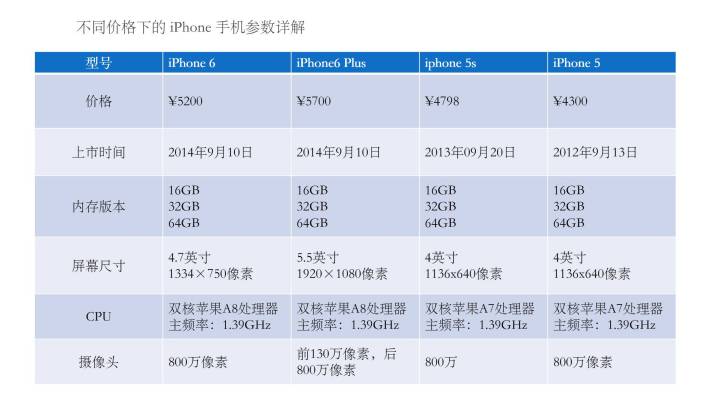 不同价格下的 iPhone 手机参数详解
型号 iPhone 6 iPhone6 Plus iphone 5s iPhone 5
价格 ¥5200 ¥5700 ¥4798 ¥4300
上市时间 2014年9月10日 2014年9月10日 2013年09月20日 2012年9月13日
内存版本
16GB 16GB 16GB 16GB
32GB 32GB 32GB 32GB
64GB 64GB 64GB 64GB
屏幕尺寸
4.7英寸 5.5英寸 4英寸 4英寸
1334×750像素 1920×1080像素 1136x640像素 1136x640像素
CPU
双核苹果A8处理器 双核苹果A8处理器 双核苹果A7处理器 双核苹果A7处理器
主频率：1.39GHz 主频率：1.39GHz 主频率：1.39GHz 主频率：1.39GHz
摄像头 800万像素 前130万像素，后 800万 800万像素
800万像素